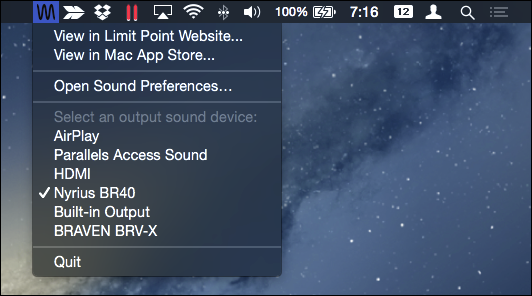 100% 7:16 12
View in Limit Point Website...
View in Mac App Store...
Open Sound Preferences...
Select an output sound device:
AirPlay
Parallels Access Sound
HDMI
✓ Nyrius BR40
Built-in Output
BRAVEN BRV-X
Quit